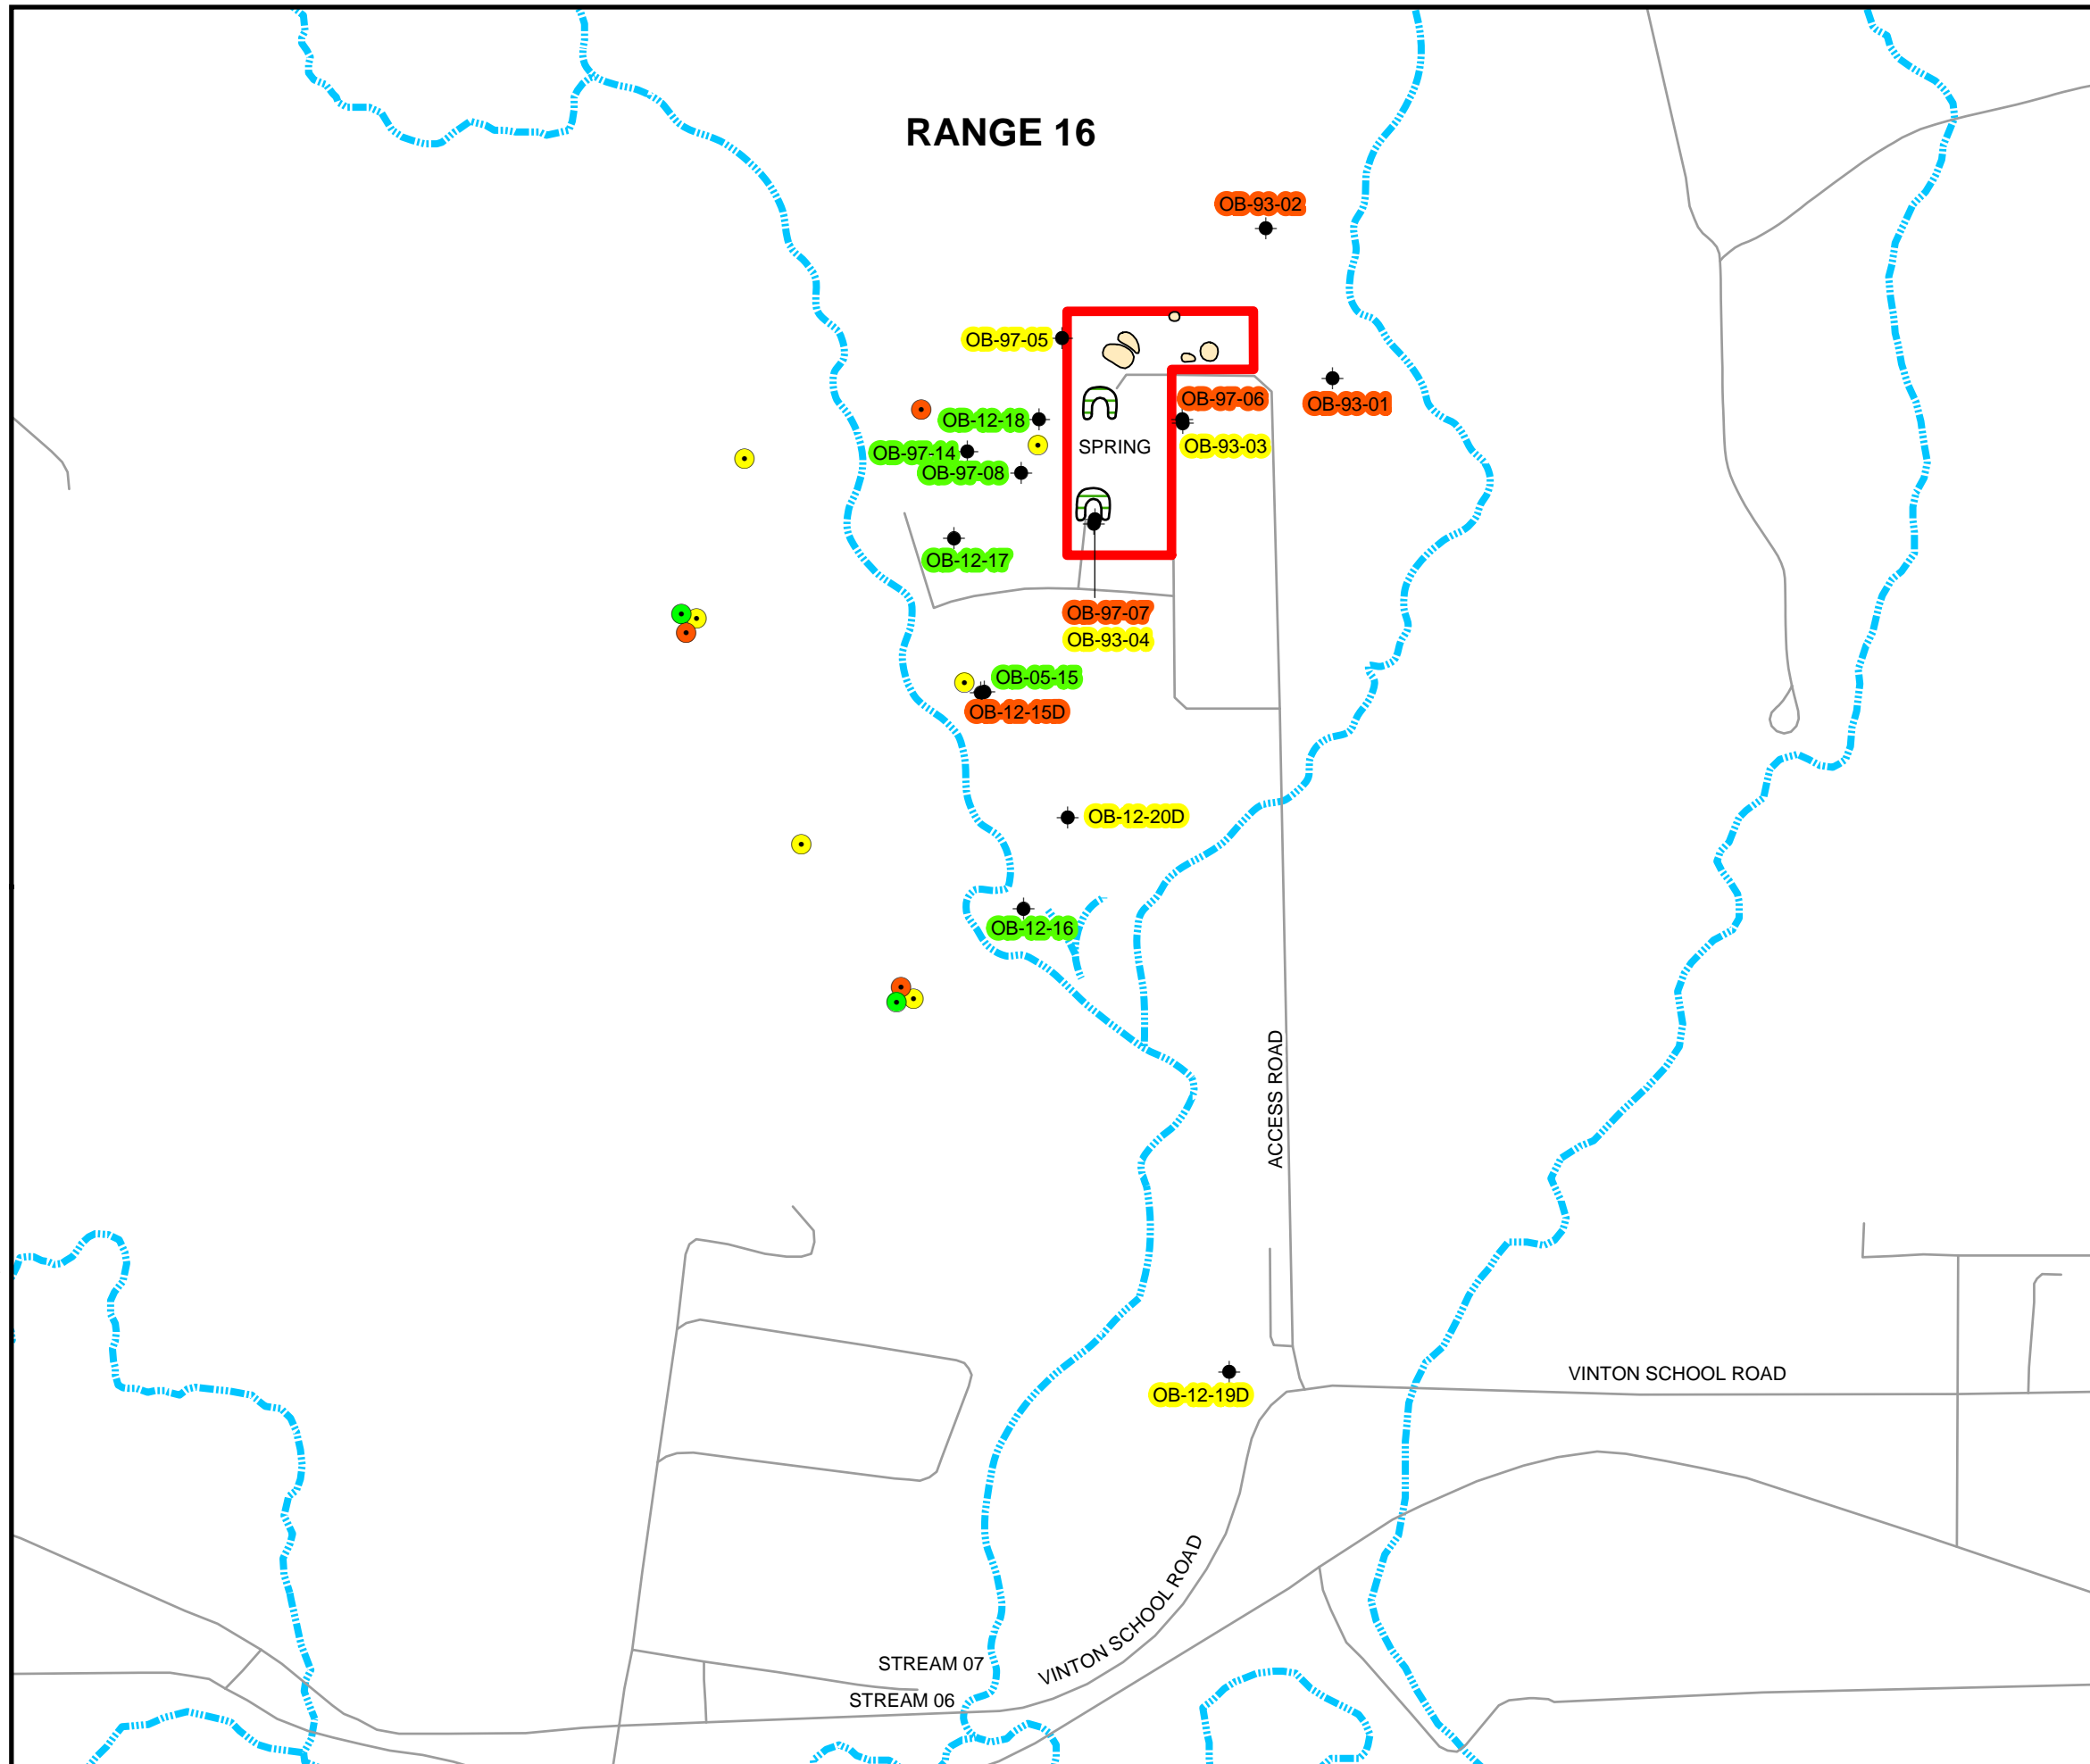 RANGE 16
OB-93-02
OB-97-05
OB-97-06
OB-93-01
OB-12-18
OB-93-03
SPRING
OB-97-14
OB-97-08
OB-12-17
OB-97-07
OB-93-04
OB-05-15
OB-12-15D
OB-12-20D
OB-12-16
ACCESS ROAD
VINTON SCHOOL ROAD
OB-12-19D
VINTON SCHOOL ROAD
STREAM 07
STREAM 06